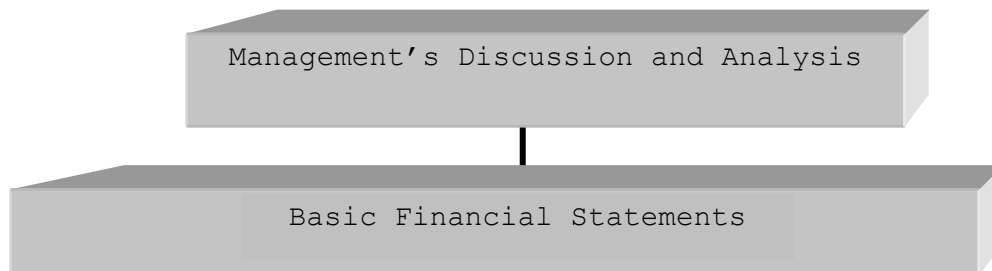 Management’s Discussion and Analysis
Basic Financial Statements